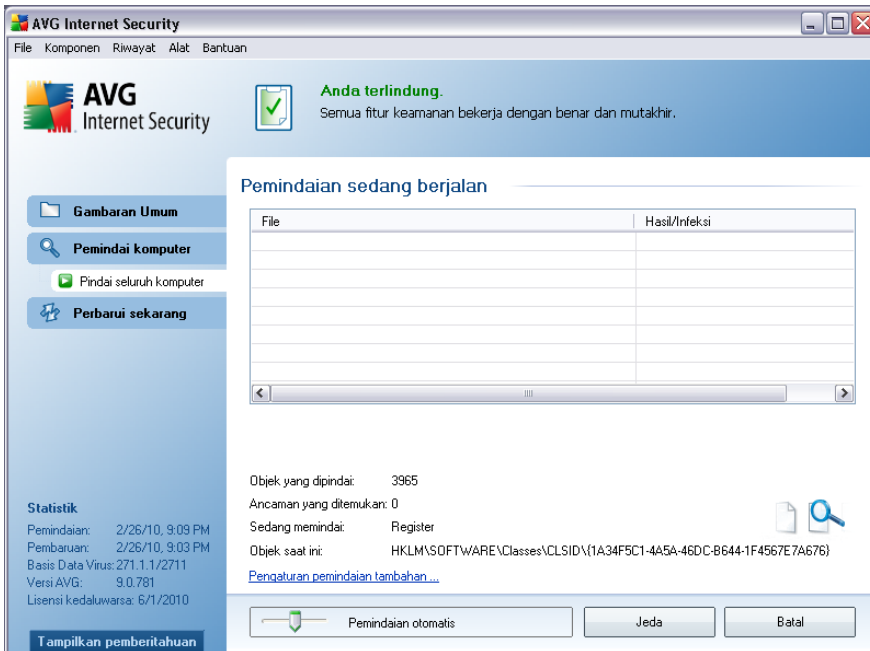 AVG Internet Security
File Komponen Riwayat Alat Bantuan
AVG
Internet Security
Anda terlindung.
Semua fitur keamanan bekerja dengan benar dan mutakhir.
Gambaran Umum
Pemindai komputer
Pindai seluruh komputer
Perbarui sekarang
Pemindaian sedang berjalan
File Hasil/Infeksi
Objek yang dipindai: 3965
Ancaman yang ditemukan: 0
Sedang memindai: Register
Objek saat ini: HKLM\SOFTWARE\Classes\CLSID\{1A34F5C1-4A5A-46DC-B644-1F4567E7A676}
Pengaturan pemindaian tambahan ...
Statistik
Pemindaian: 2/26/10, 9:09 PM
Pembaruan: 2/26/10, 9:03 PM
Basis Data Virus: 271.1.1/2711
Versi AVG: 9.0.781
Lisensi kedaluwarsa: 6/1/2010
Tampilkan pemberitahuan
Pemindaian otomatis
Jeda
Batal